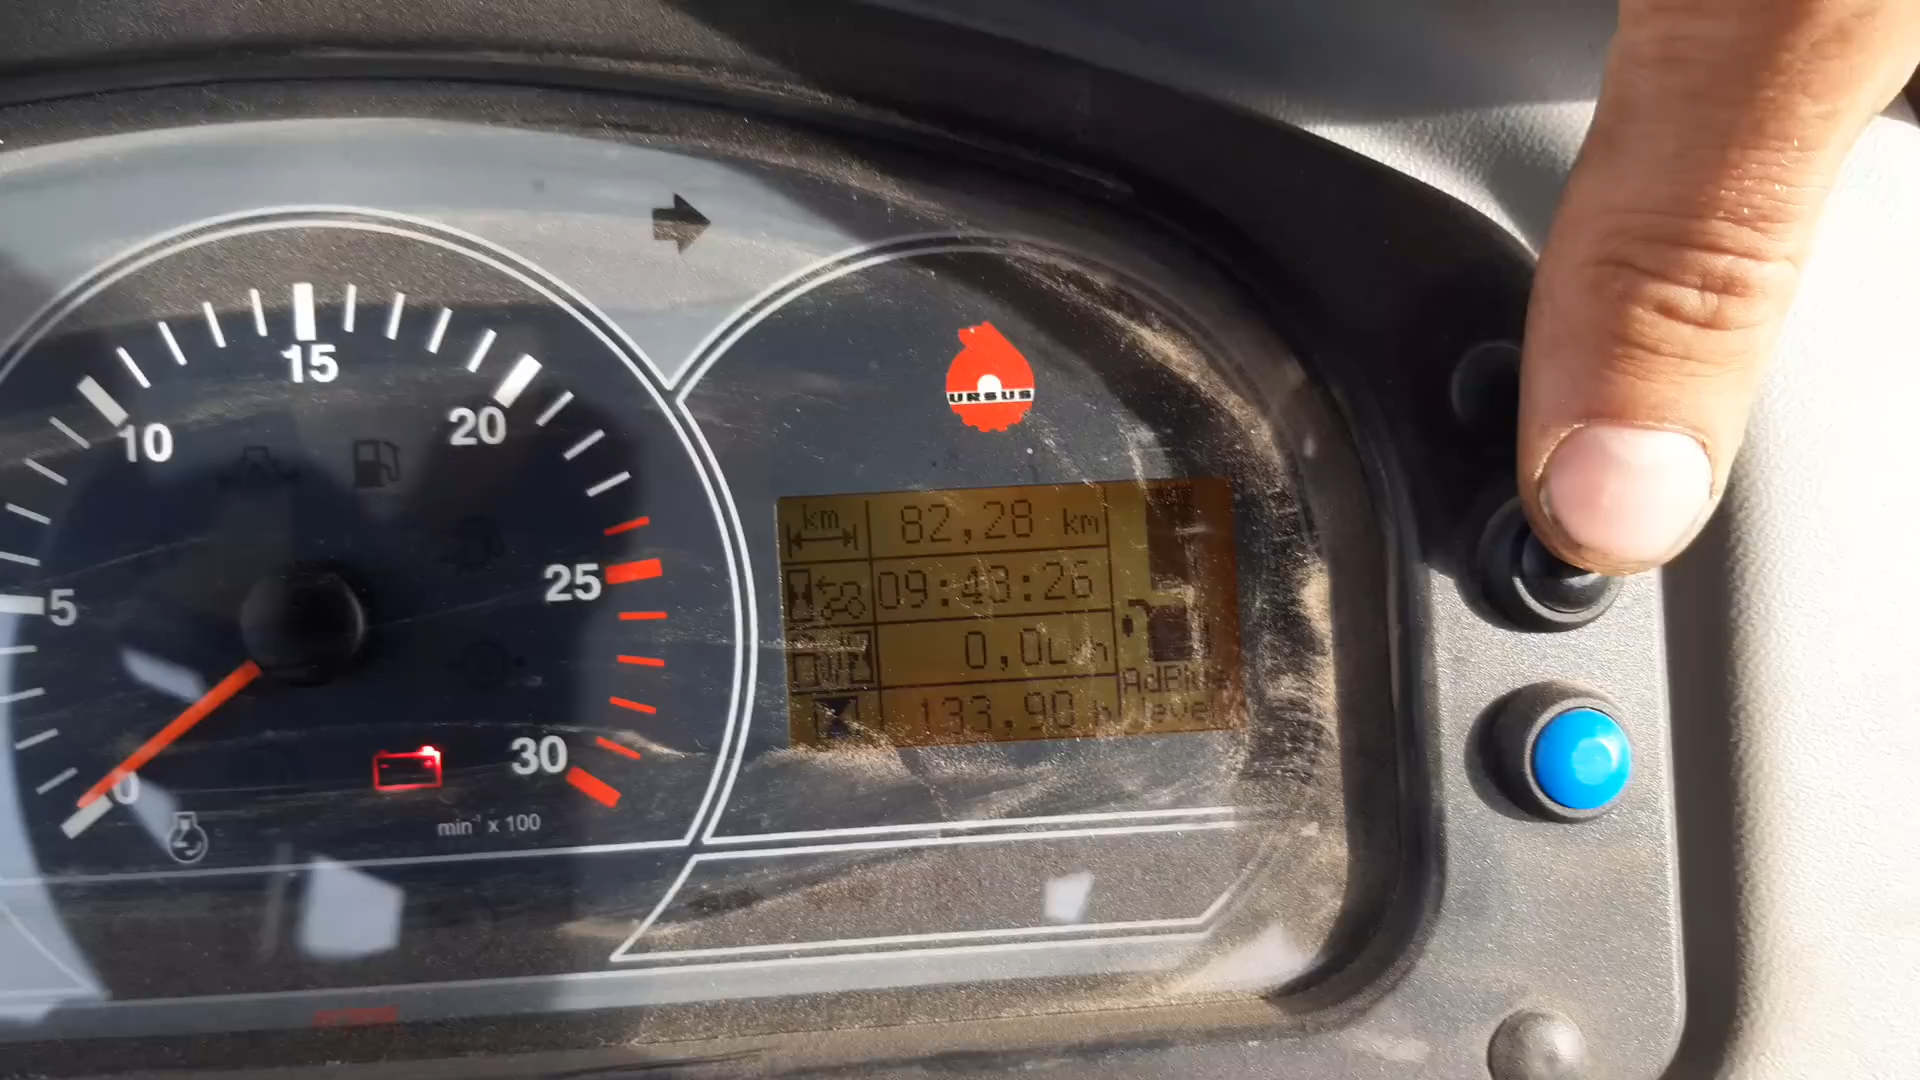 15
10
20
5
25
0
30
min⁻¹ x 100
URSUS
km 82,28 km
09:43:26
0,0L/h
133,90 h
AdBlue
level